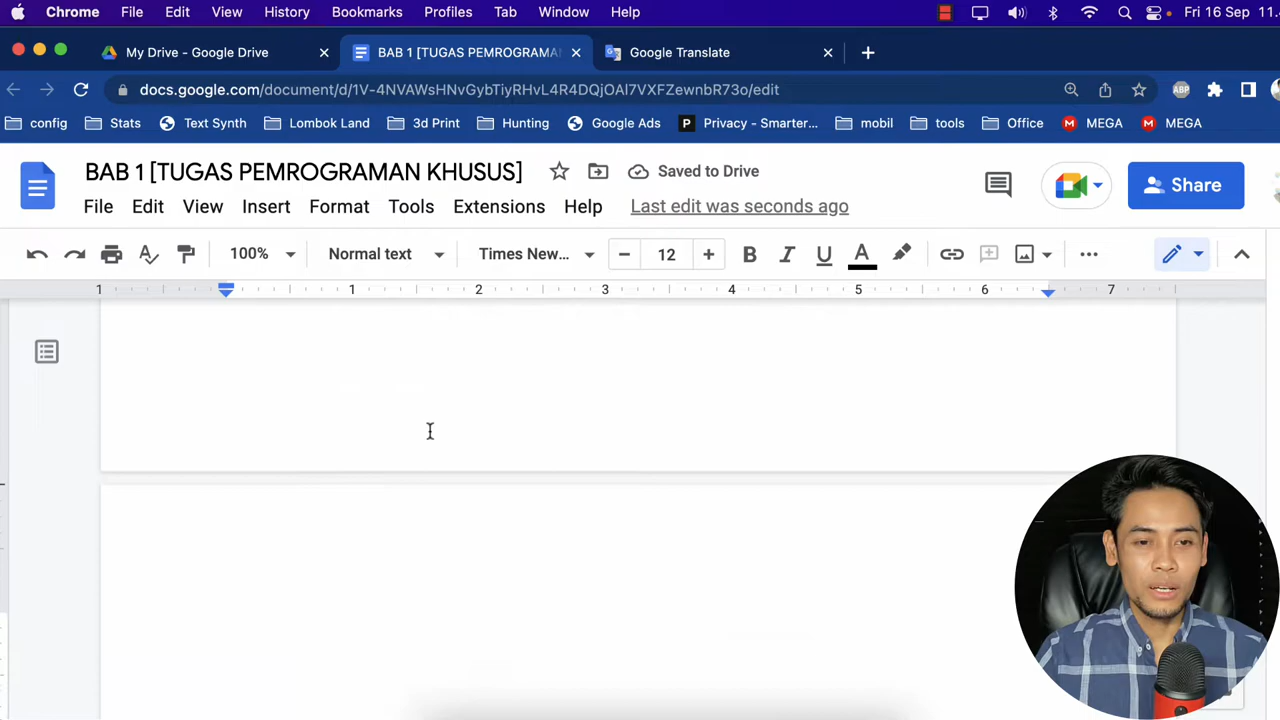 Chrome File Edit View History Bookmarks Profiles Tab Window Help Fri 16 Sep 11.
My Drive - Google Drive BAB 1 [TUGAS PEMROGRAMA Google Translate
docs.google.com/document/d/1V-4NVAWsHNvGybTiyRHvL4R4DQjOAl7VXFZewnbR73o/edit ABP
config Stats Text Synth Lombok Land 3d Print Hunting Google Ads P Privacy - Smarter... mobil tools Office M MEGA M MEGA
BAB 1 [TUGAS PEMROGRAMAN KHUSUS] Saved to Drive Share
File Edit View Insert Format Tools Extensions Help Last edit was seconds ago
100% Normal text Times New... 12 B I U A
1 1 2 3 4 5 6 7